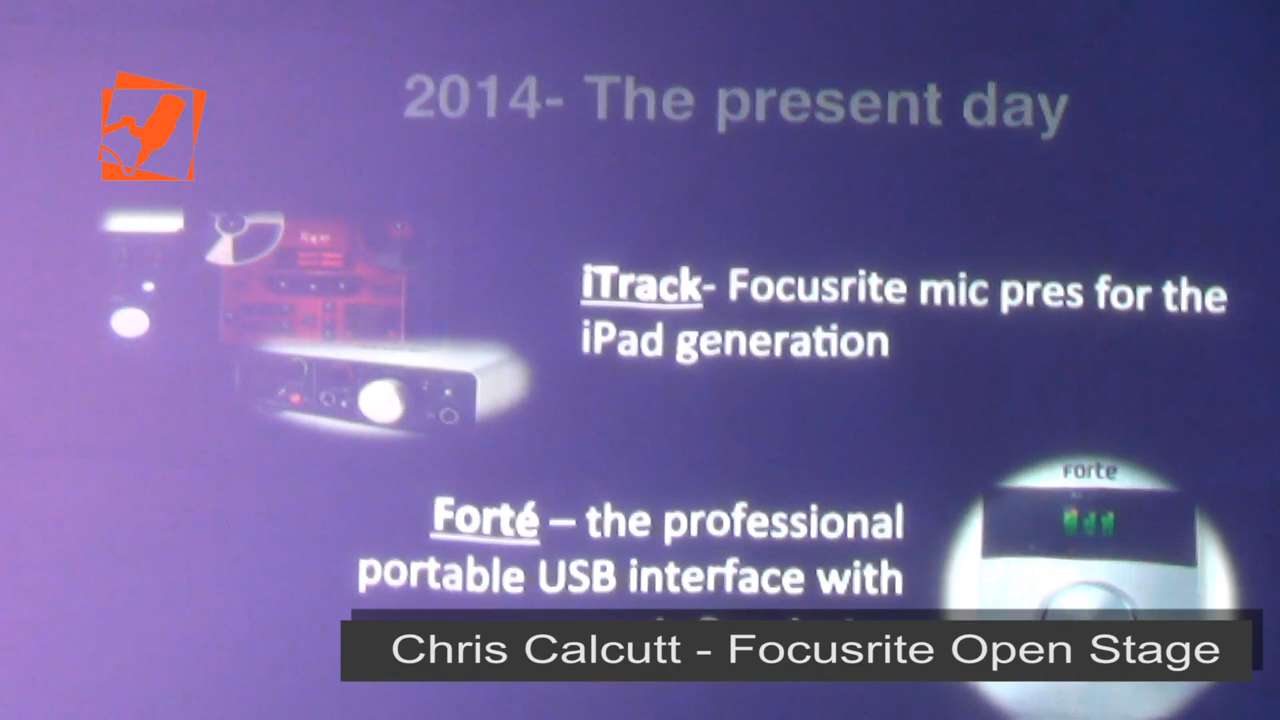 2014- The present day
iTrack- Focusrite mic pres for the
iPad generation
Forté – the professional
portable USB interface with
Forte
Chris Calcutt - Focusrite Open Stage